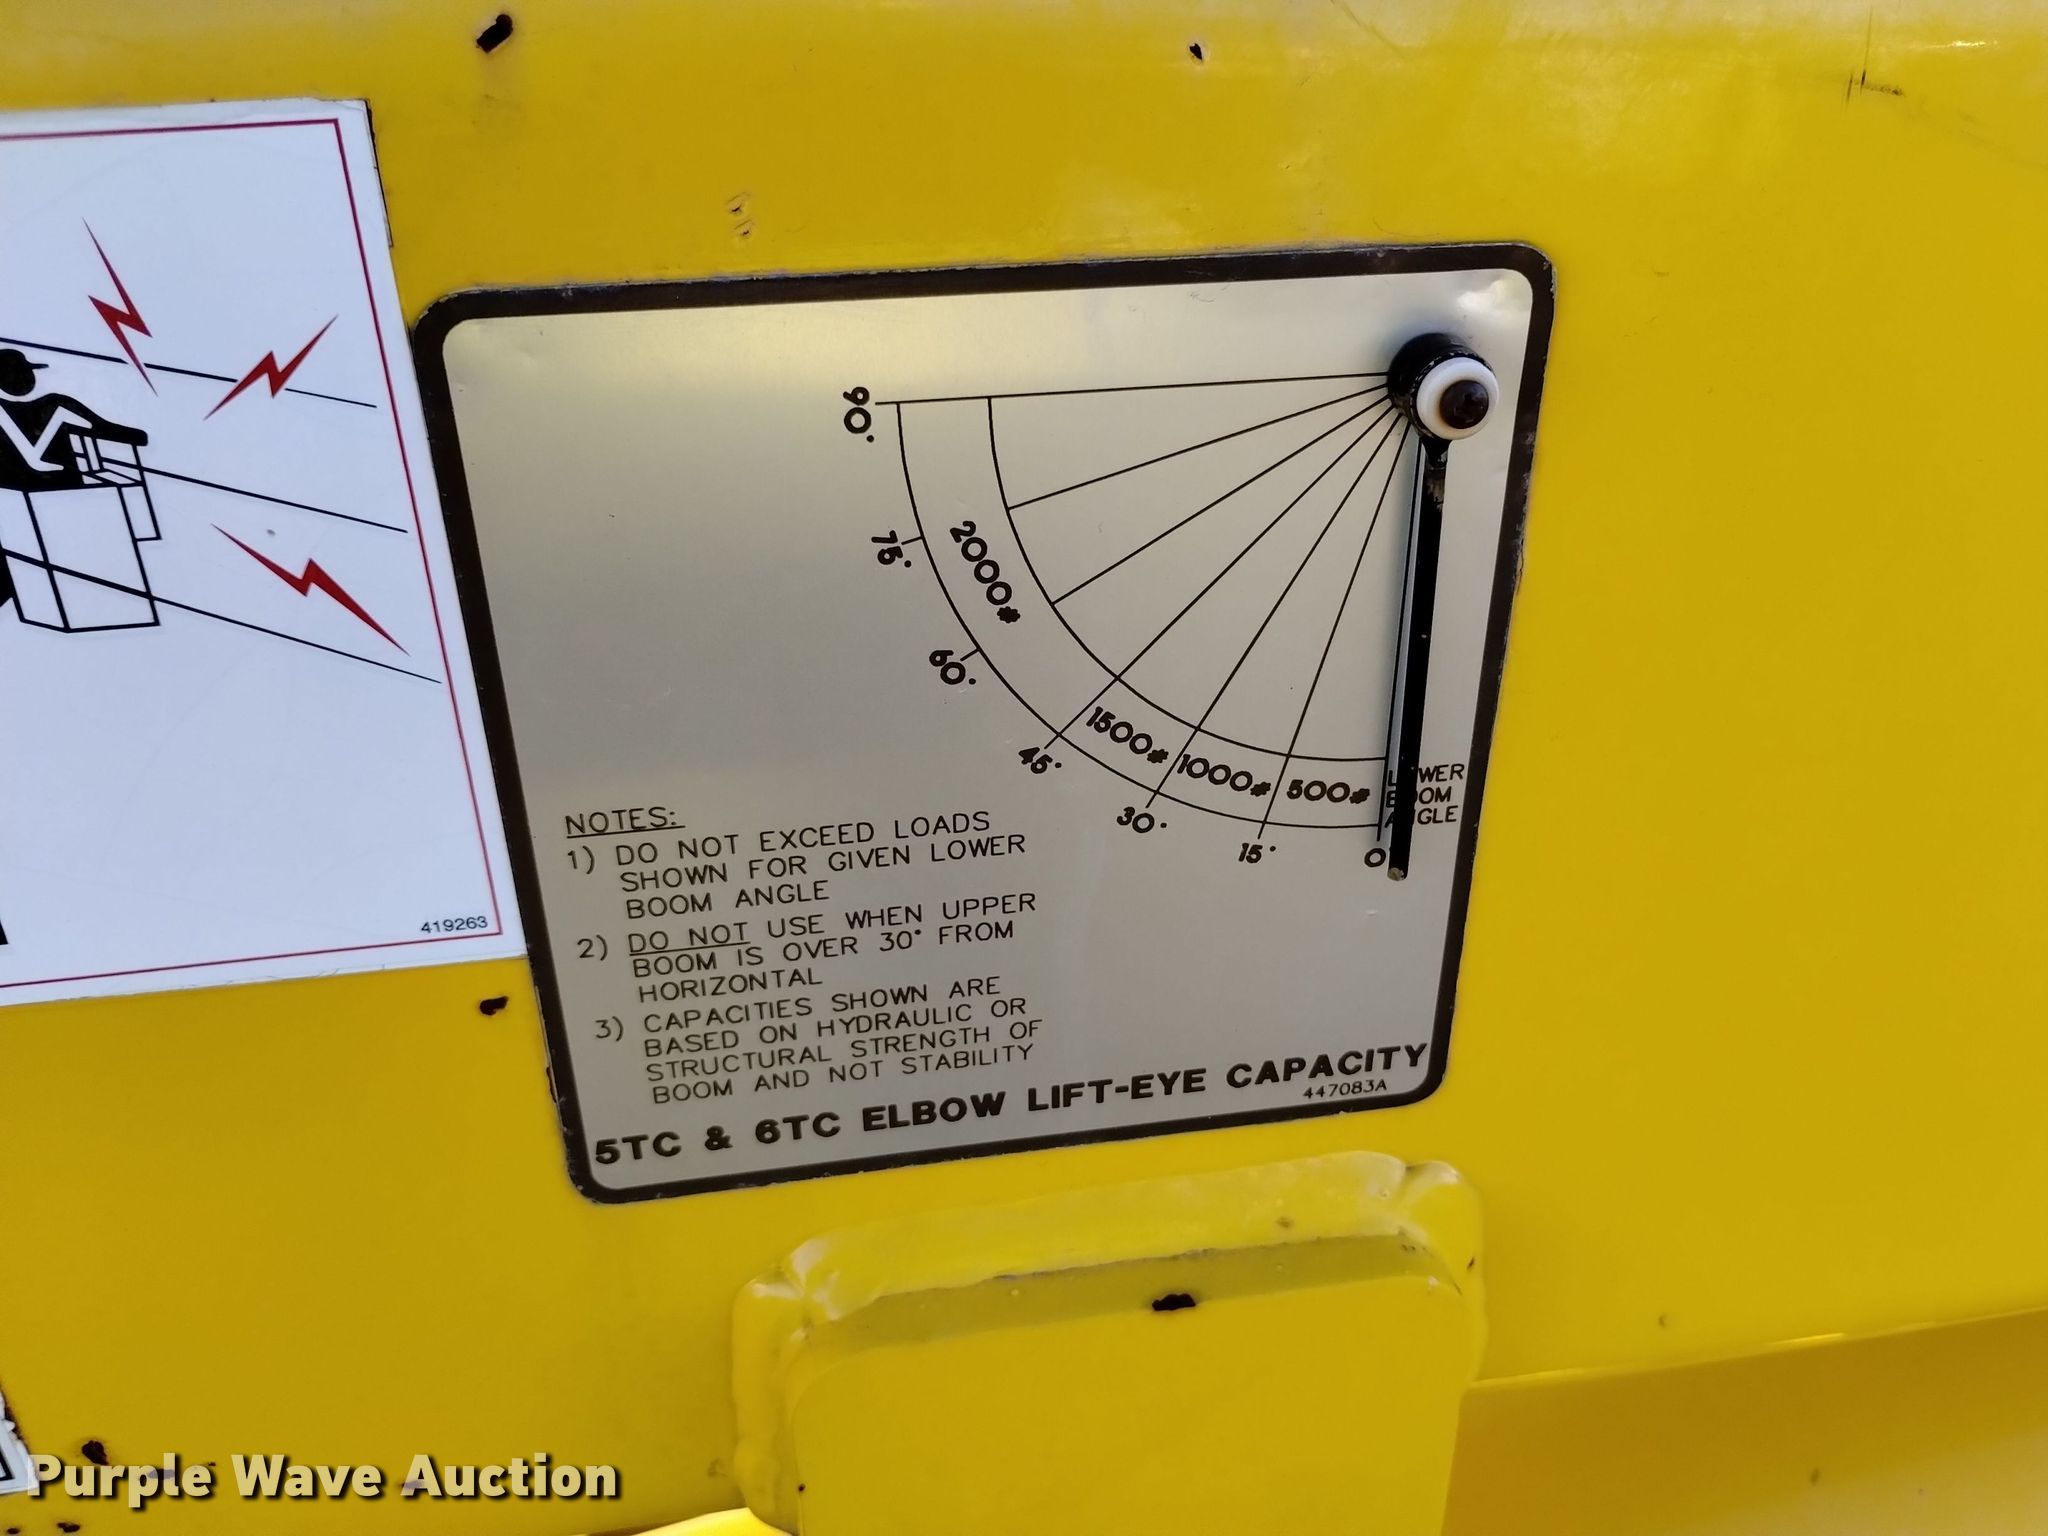 90°
75°
60°
45°
30°
15°
0°
2000#
1500#
1000#
500#
LOWER
BOOM
ANGLE
NOTES:
1) DO NOT EXCEED LOADS
SHOWN FOR GIVEN LOWER
BOOM ANGLE
2) DO NOT USE WHEN UPPER
BOOM IS OVER 30° FROM
HORIZONTAL
3) CAPACITIES SHOWN ARE
BASED ON HYDRAULIC OR
STRUCTURAL STRENGTH OF
BOOM AND NOT STABILITY
5TC & 6TC ELBOW LIFT-EYE CAPACITY
447083A
419263
Purple Wave Auction